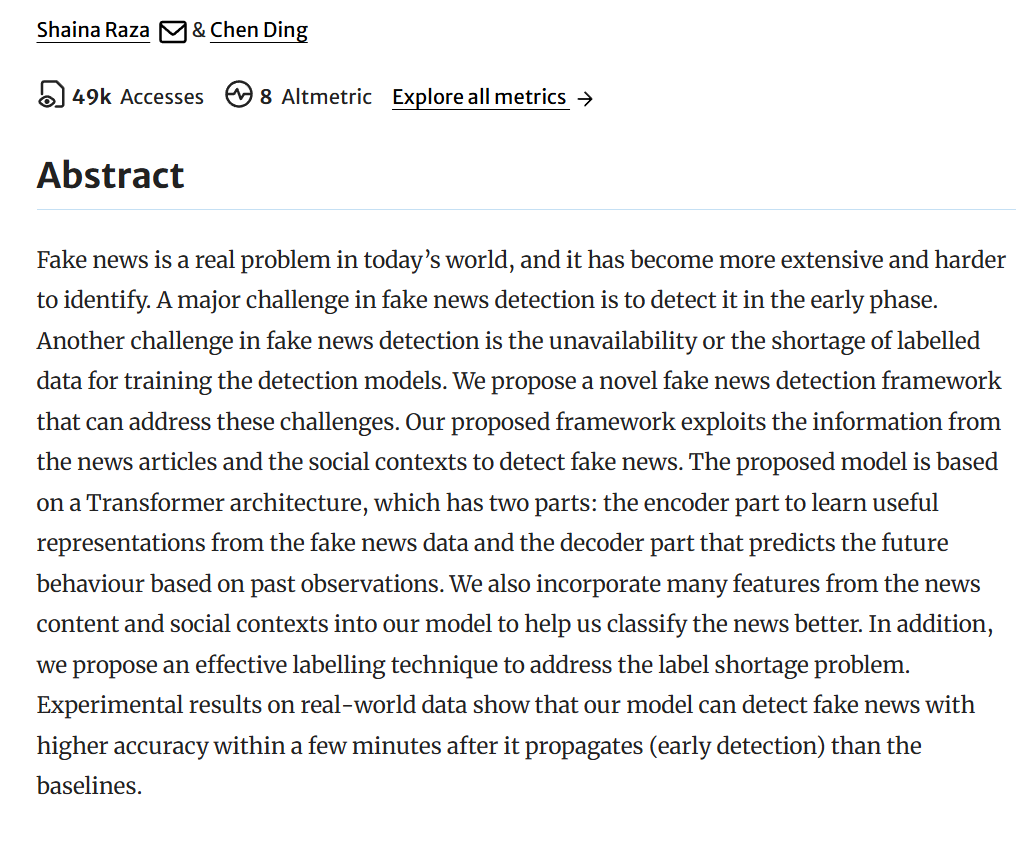 Shaina Raza & Chen Ding
49k Accesses 8 Altmetric Explore all metrics →
Abstract
Fake news is a real problem in today’s world, and it has become more extensive and harder
to identify. A major challenge in fake news detection is to detect it in the early phase.
Another challenge in fake news detection is the unavailability or the shortage of labelled
data for training the detection models. We propose a novel fake news detection framework
that can address these challenges. Our proposed framework exploits the information from
the news articles and the social contexts to detect fake news. The proposed model is based
on a Transformer architecture, which has two parts: the encoder part to learn useful
representations from the fake news data and the decoder part that predicts the future
behaviour based on past observations. We also incorporate many features from the news
content and social contexts into our model to help us classify the news better. In addition,
we propose an effective labelling technique to address the label shortage problem.
Experimental results on real-world data show that our model can detect fake news with
higher accuracy within a few minutes after it propagates (early detection) than the
baselines.